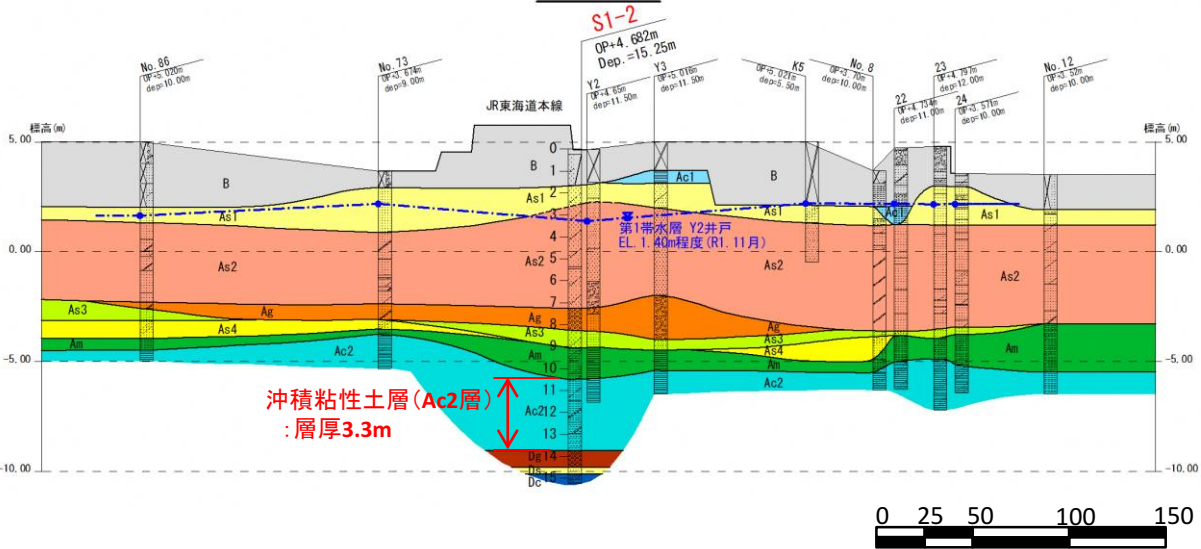 S1-2
OP+4.682m
Dep.=15.25m
No.86
OP+5.020m
dep=10.00m
No.73
OP+3.674m
dep=9.00m
Y2
OP+4.65m
dep=11.50m
Y3
OP+5.016m
dep=11.50m
K5
OP+5.021m
dep=5.50m
No.8
OP+3.70m
dep=10.00m
22
OP+4.734m
dep=11.00m
23
OP+4.797m
dep=12.00m
24
OP+3.571m
dep=10.00m
No.12
OP+3.52m
dep=10.00m
JR東海道本線
標高(m)
標高(m)
5.00
5.00
0.00
0.00
-5.00
-5.00
-10.00
-10.00
0
1
2
3
4
5
6
7
8
9
10
11
12
13
14
15
B
B
B
As1
As1
As1
As1
Ac1
Ac1
第1帯水層 Y2井戸
EL.1.40m程度(R1.11月)
As2
As2
As2
As2
As3
Ag
Ag
Ag
As4
As3
As3
As4
Am
Am
Am
Am
Ac2
Ac2
Ac2
沖積粘性土層(Ac2層)
:層厚3.3m
Dg
Ds
Dc
0 25 50 100 150